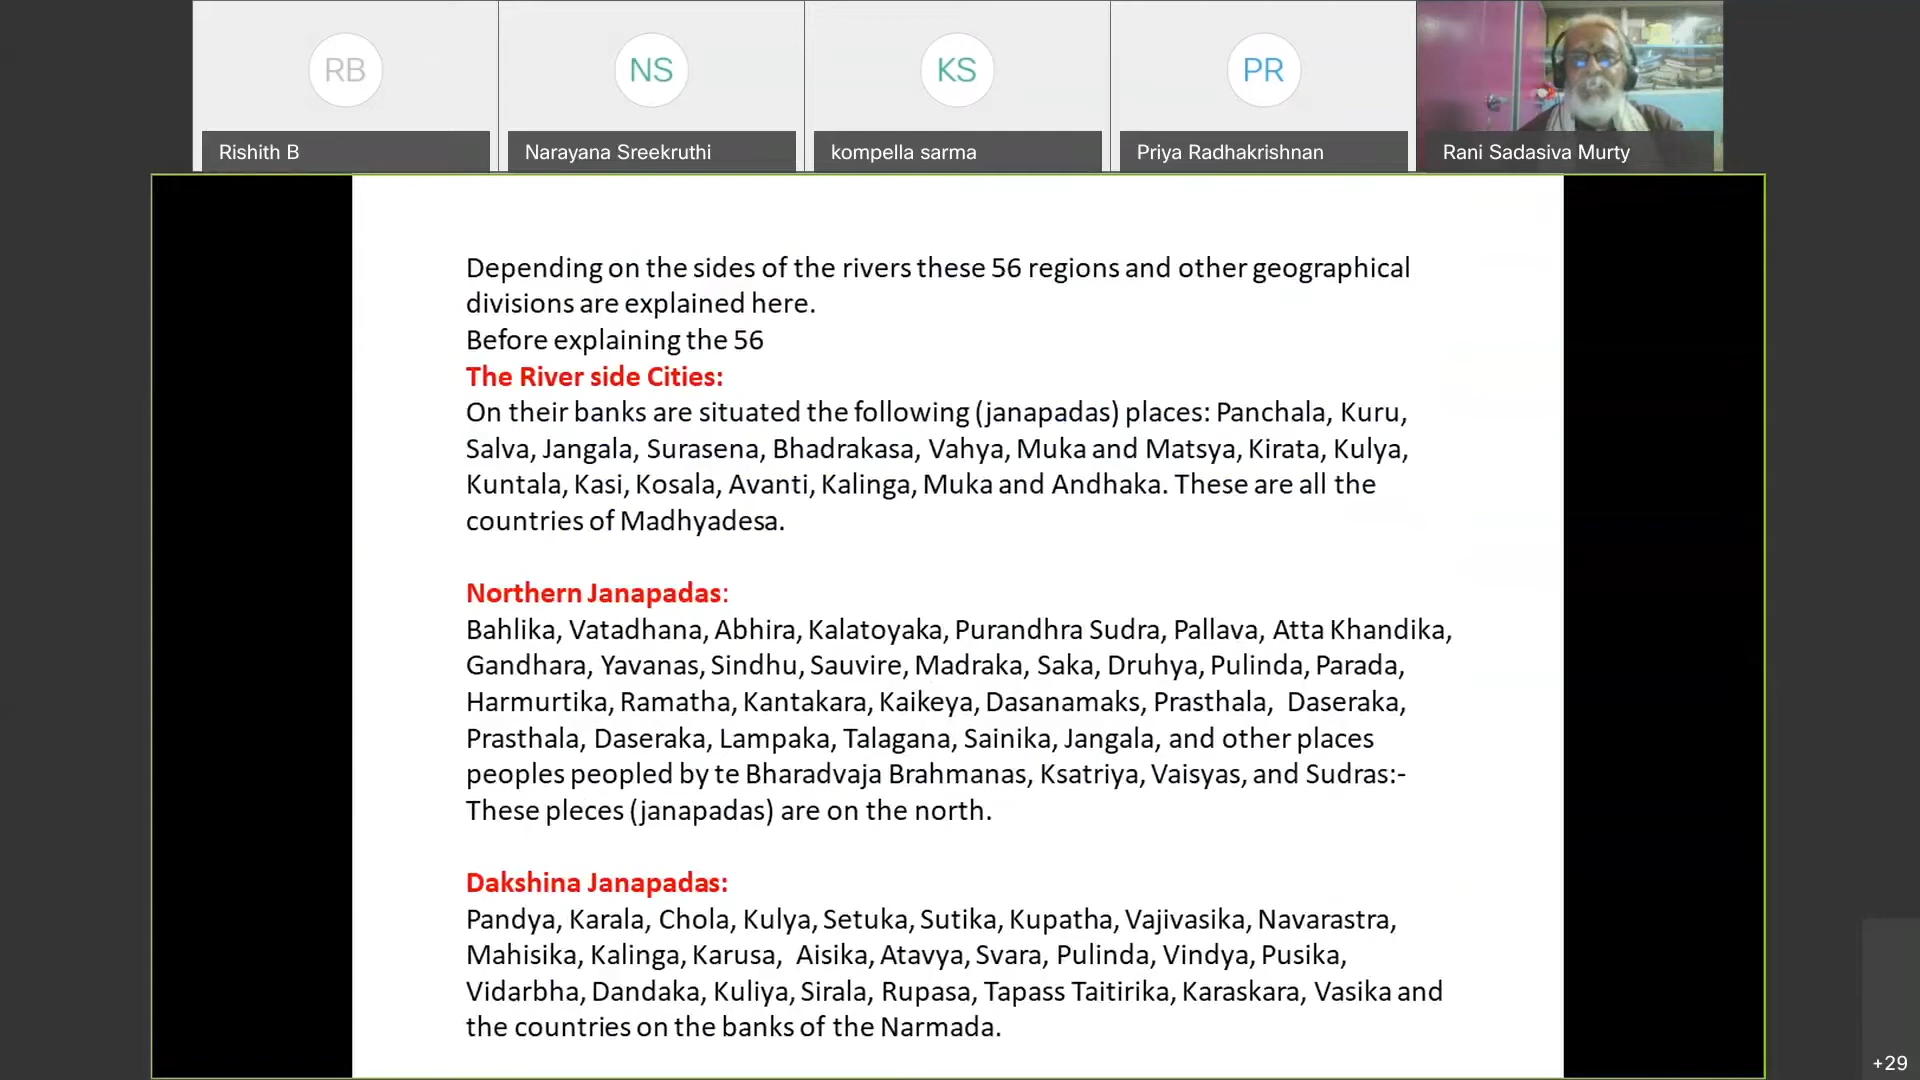 RB
NS
KS
PR
Rishith B
Narayana Sreekruthi
kompella sarma
Priya Radhakrishnan
Rani Sadasiva Murty
Depending on the sides of the rivers these 56 regions and other geographical
divisions are explained here.
Before explaining the 56
The River side Cities:
On their banks are situated the following (janapadas) places: Panchala, Kuru,
Salva, Jangala, Surasena, Bhadrakasa, Vahya, Muka and Matsya, Kirata, Kulya,
Kuntala, Kasi, Kosala, Avanti, Kalinga, Muka and Andhaka. These are all the
countries of Madhyadesa.
Northern Janapadas:
Bahlika, Vatadhana, Abhira, Kalatoyaka, Purandhra Sudra, Pallava, Atta Khandika,
Gandhara, Yavanas, Sindhu, Sauvire, Madraka, Saka, Druhya, Pulinda, Parada,
Harmurtika, Ramatha, Kantakara, Kaikeya, Dasanamaks, Prasthala, Daseraka,
Prasthala, Daseraka, Lampaka, Talagana, Sainika, Jangala, and other places
peoples peopled by te Bharadvaja Brahmanas, Ksatriya, Vaisyas, and Sudras:-
These pleces (janapadas) are on the north.
Dakshina Janapadas:
Pandya, Karala, Chola, Kulya, Setuka, Sutika, Kupatha, Vajivasika, Navarastra,
Mahisika, Kalinga, Karusa, Aisika, Atavya, Svara, Pulinda, Vindya, Pusika,
Vidarbha, Dandaka, Kuliya, Sirala, Rupasa, Tapass Taitirika, Karaskara, Vasika and
the countries on the banks of the Narmada.
+29